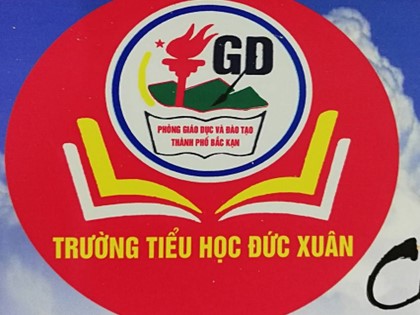 GD
PHÒNG GIÁO DỤC VÀ ĐÀO TẠO
THÀNH PHỐ BẮC KẠN
TRƯỜNG TIỂU HỌC ĐỨC XUÂN